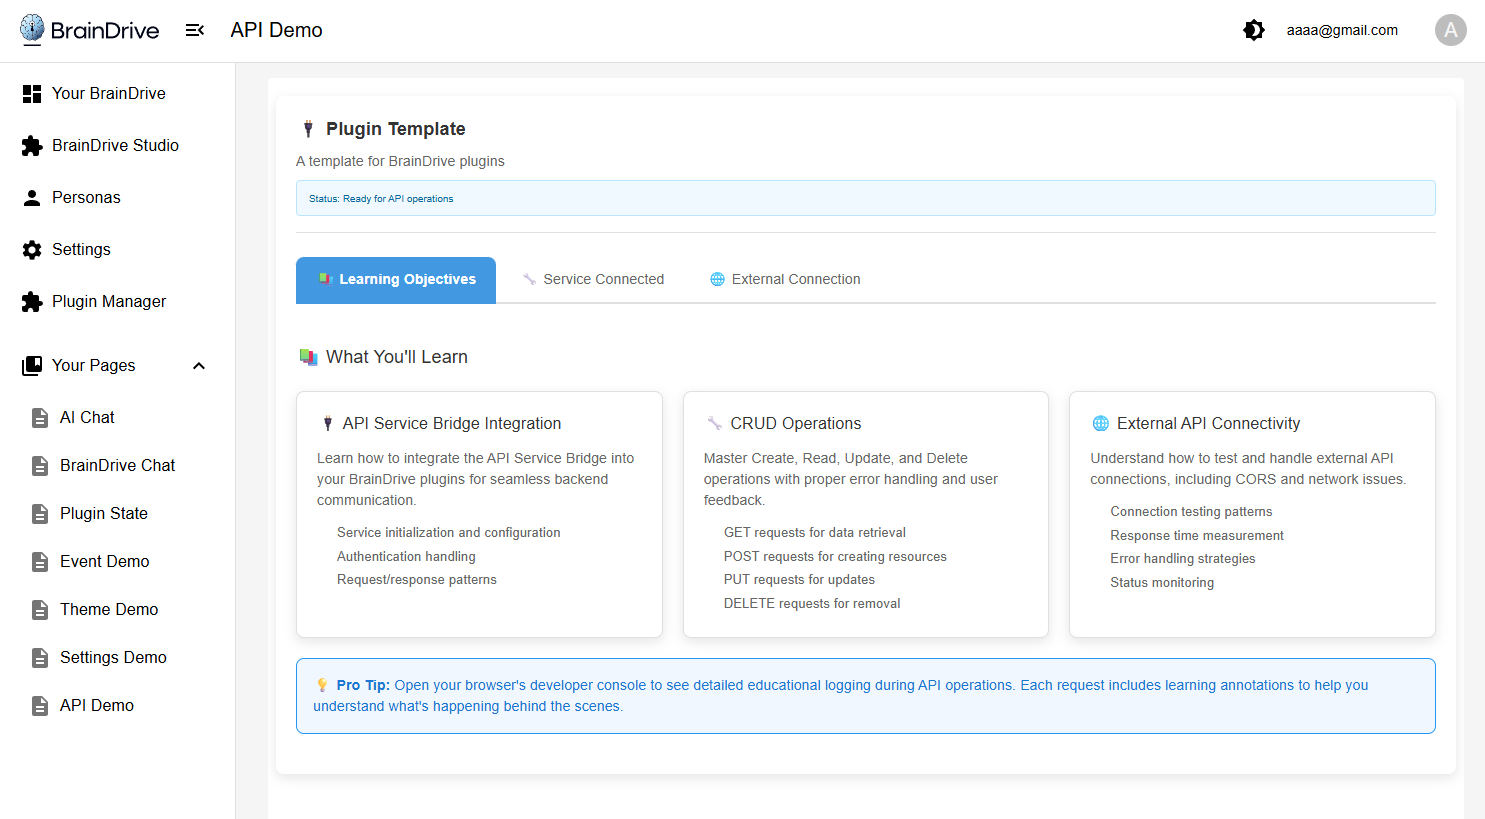 BrainDrive
API Demo
aaaa@gmail.com
A
Your BrainDrive
BrainDrive Studio
Personas
Settings
Plugin Manager
Your Pages
AI Chat
BrainDrive Chat
Plugin State
Event Demo
Theme Demo
Settings Demo
API Demo
Plugin Template
A template for BrainDrive plugins
Status: Ready for API operations
Learning Objectives
Service Connected
External Connection
What You'll Learn
API Service Bridge Integration
Learn how to integrate the API Service Bridge into
your BrainDrive plugins for seamless backend
communication.
Service initialization and configuration
Authentication handling
Request/response patterns
CRUD Operations
Master Create, Read, Update, and Delete
operations with proper error handling and user
feedback.
GET requests for data retrieval
POST requests for creating resources
PUT requests for updates
DELETE requests for removal
External API Connectivity
Understand how to test and handle external API
connections, including CORS and network issues.
Connection testing patterns
Response time measurement
Error handling strategies
Status monitoring
Pro Tip: Open your browser's developer console to see detailed educational logging during API operations. Each request includes learning annotations to help you
understand what's happening behind the scenes.